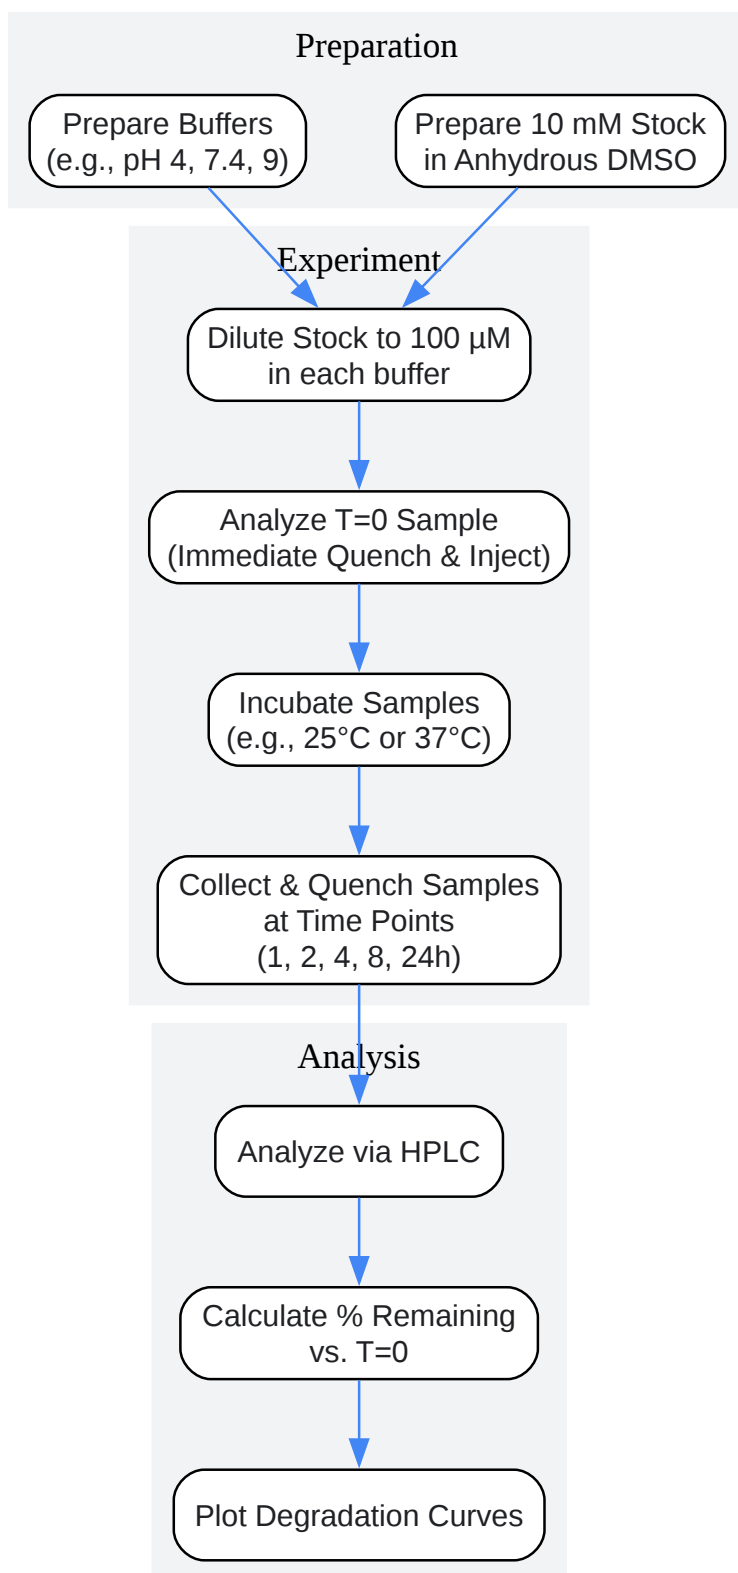 Preparation
Prepare Buffers
(e.g., pH 4, 7.4, 9)
Prepare 10 mM Stock
in Anhydrous DMSO
Experiment
Dilute Stock to 100 µM
in each buffer
Analyze T=0 Sample
(Immediate Quench & Inject)
Incubate Samples
(e.g., 25°C or 37°C)
Collect & Quench Samples
at Time Points
(1, 2, 4, 8, 24h)
Analysis
Analyze via HPLC
Calculate % Remaining
vs. T=0
Plot Degradation Curves